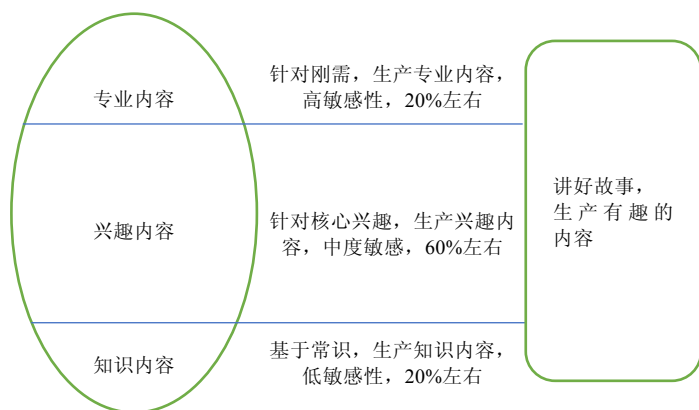 专业内容
针对刚需，生产专业内容，
高敏感性，20%左右
兴趣内容
针对核心兴趣，生产兴趣内
容，中度敏感，60%左右
讲好故事，
生产有趣的
内容
知识内容
基于常识，生产知识内容，
低敏感性，20%左右